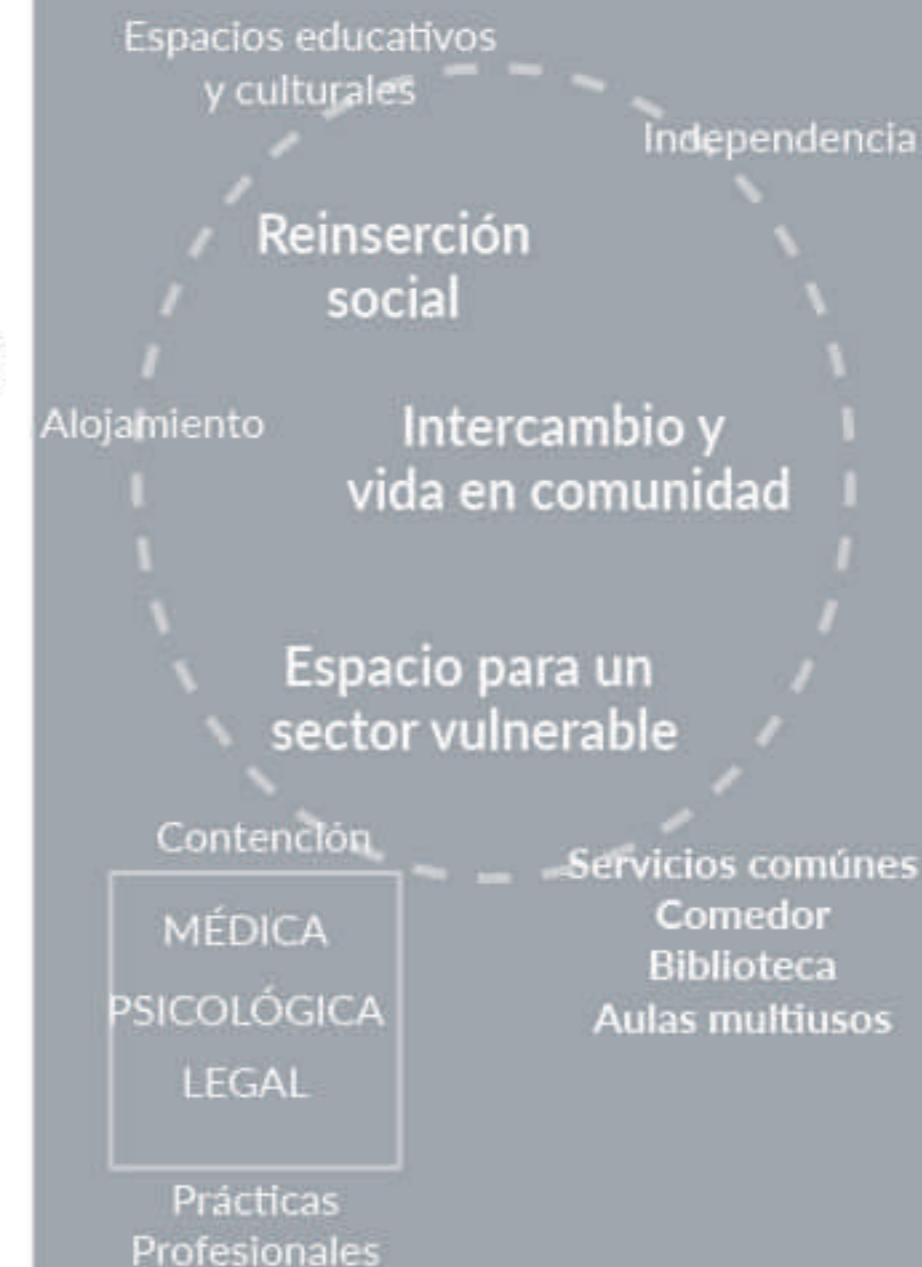 Espacios educativos
y culturales
Independencia
Reinserción
social
Alojamiento
Intercambio y
vida en comunidad
Espacio para un
sector vulnerable
Contención
MÉDICA
PSICOLÓGICA
LEGAL
Prácticas
Profesionales
Servicios comúnes
Comedor
Biblioteca
Aulas multiusos